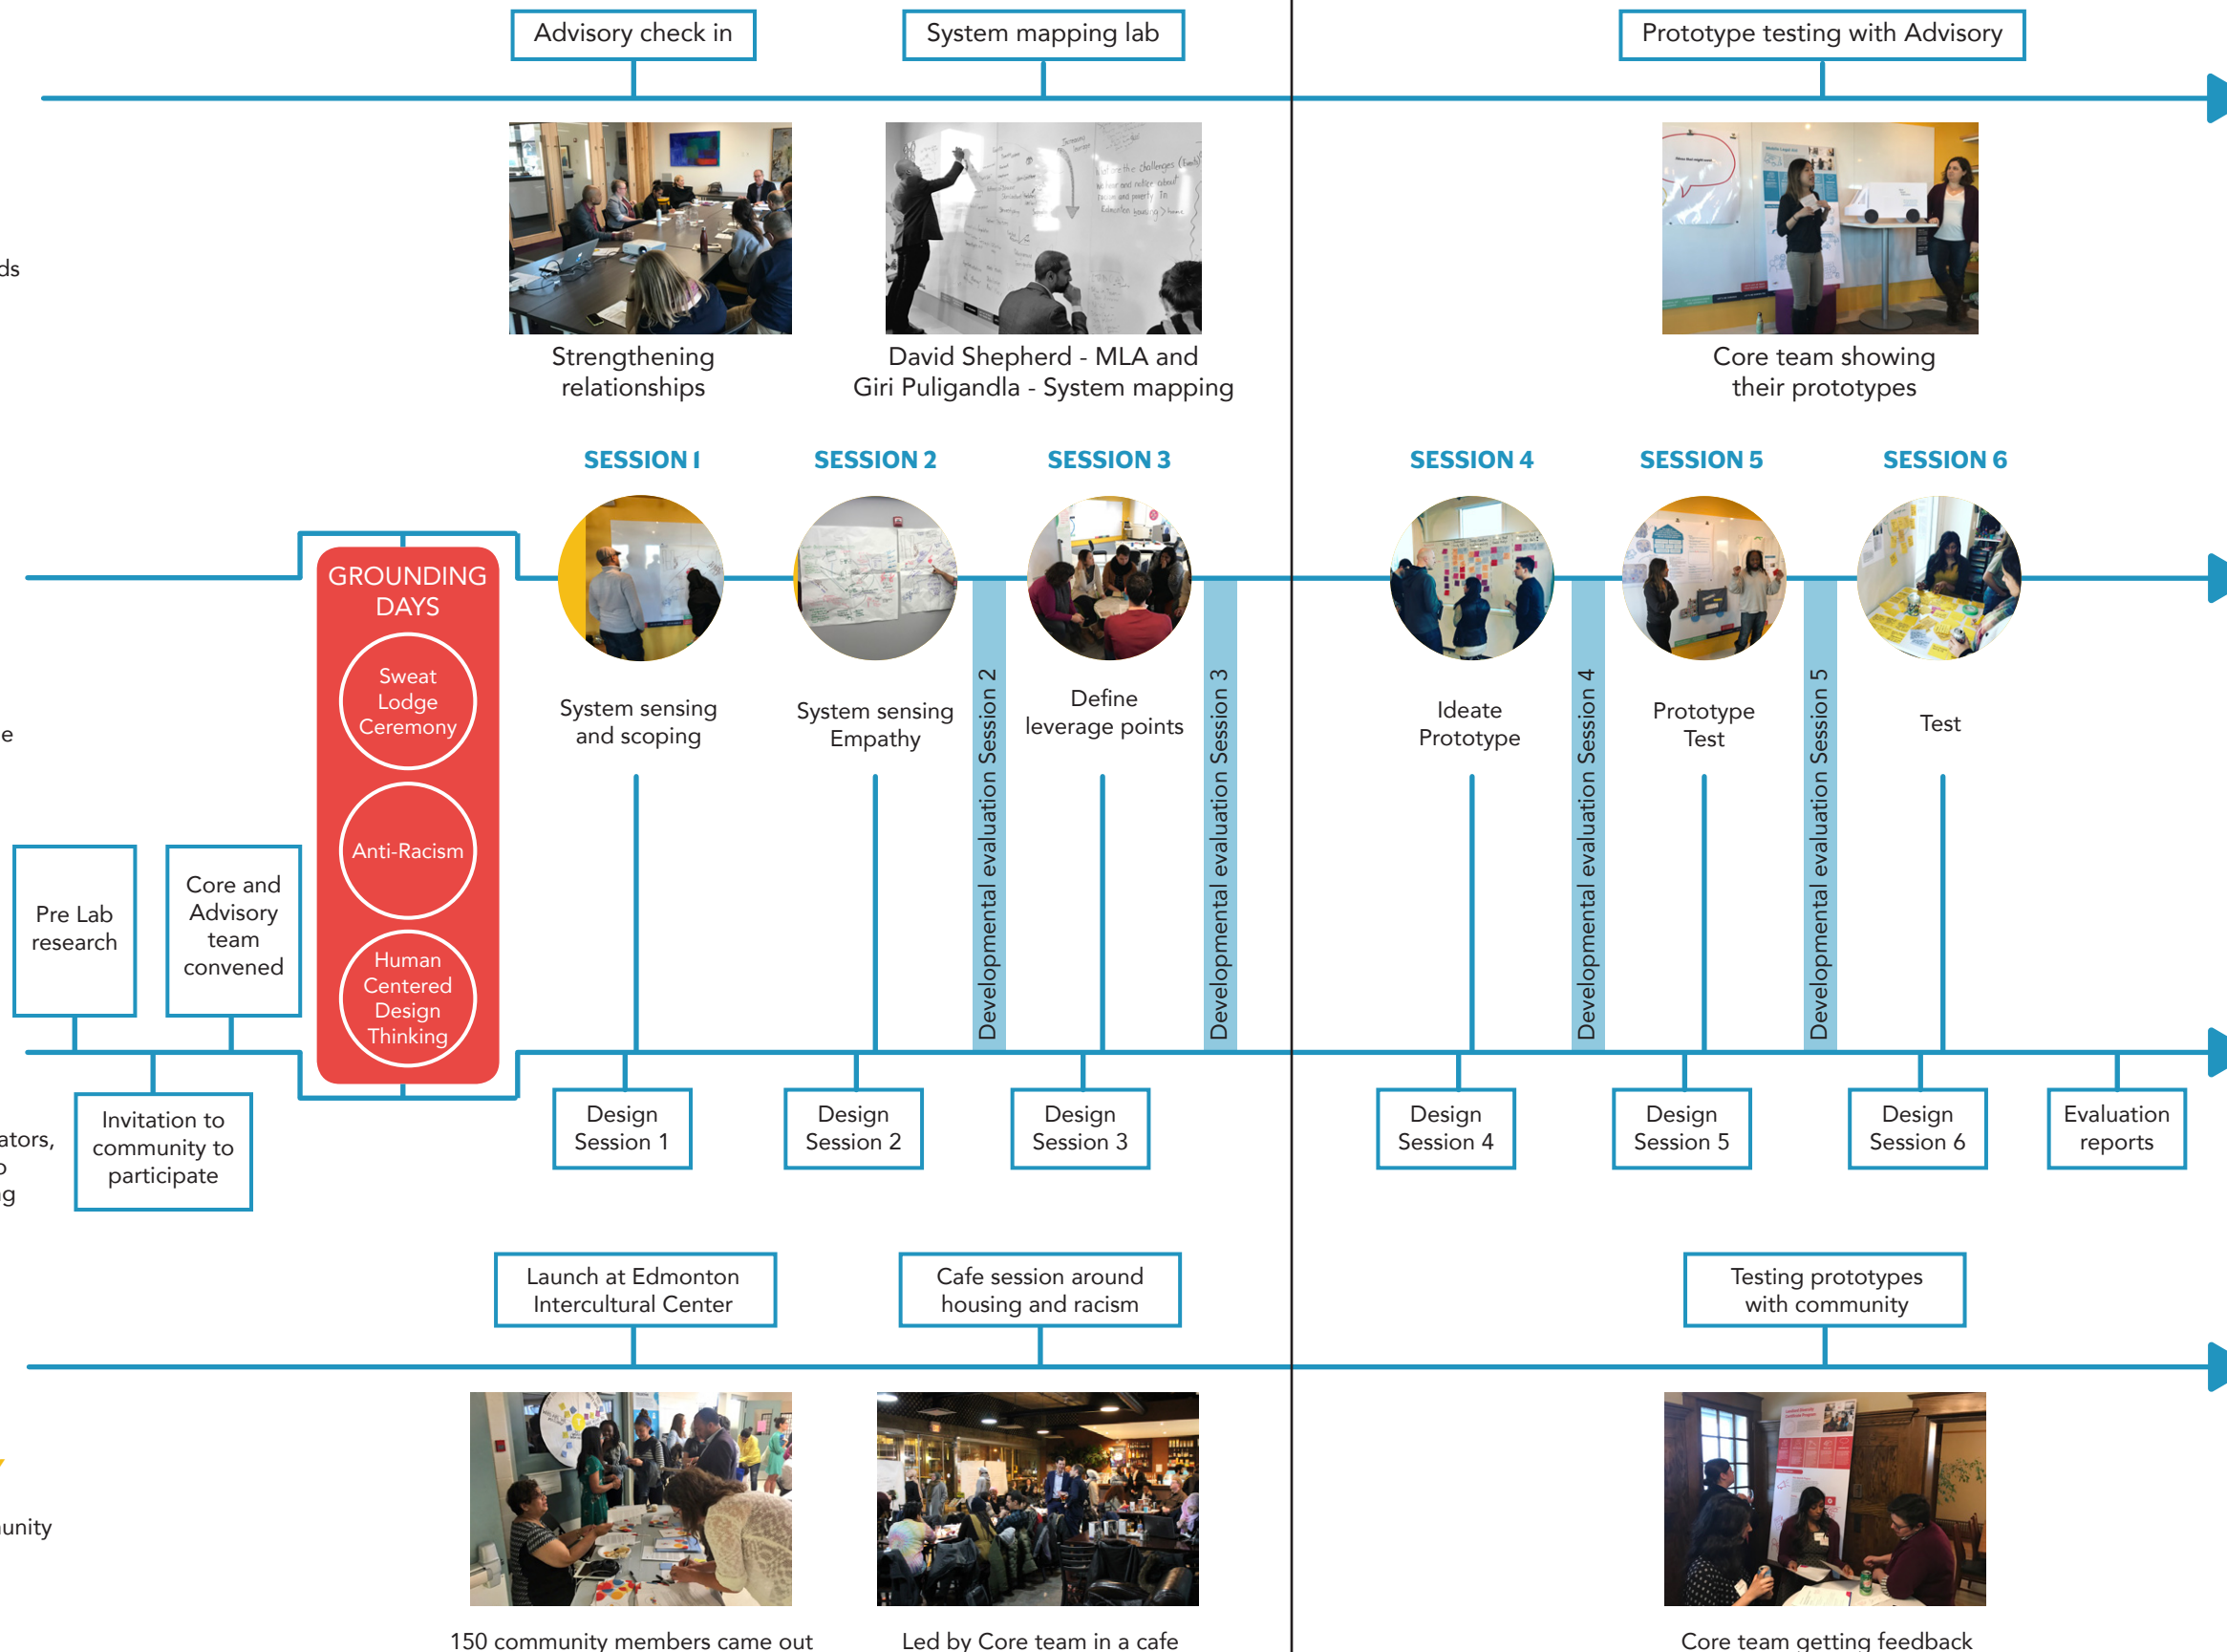 Advisory check in
System mapping lab
Prototype testing with Advisory
ds
Strengthening
relationships
David Shepherd - MLA and
Giri Puligandla - System mapping
Core team showing
their prototypes
SESSION 1
SESSION 2
SESSION 3
SESSION 4
SESSION 5
SESSION 6
GROUNDING
DAYS
Sweat
Lodge
Ceremony
Anti-Racism
Human
Centered
Design
Thinking
System sensing
and scoping
System sensing
Empathy
Developmental evaluation Session 2
Define
leverage points
Developmental evaluation Session 3
Ideate
Prototype
Developmental evaluation Session 4
Prototype
Test
Developmental evaluation Session 5
Test
e
Pre Lab
research
Core and
Advisory
team
convened
Invitation to
community to
participate
ators,
o
g
Design
Session 1
Design
Session 2
Design
Session 3
Design
Session 4
Design
Session 5
Design
Session 6
Evaluation
reports
Launch at Edmonton
Intercultural Center
Cafe session around
housing and racism
Testing prototypes
with community
unity
150 community members came out
Led by Core team in a cafe
Core team getting feedback